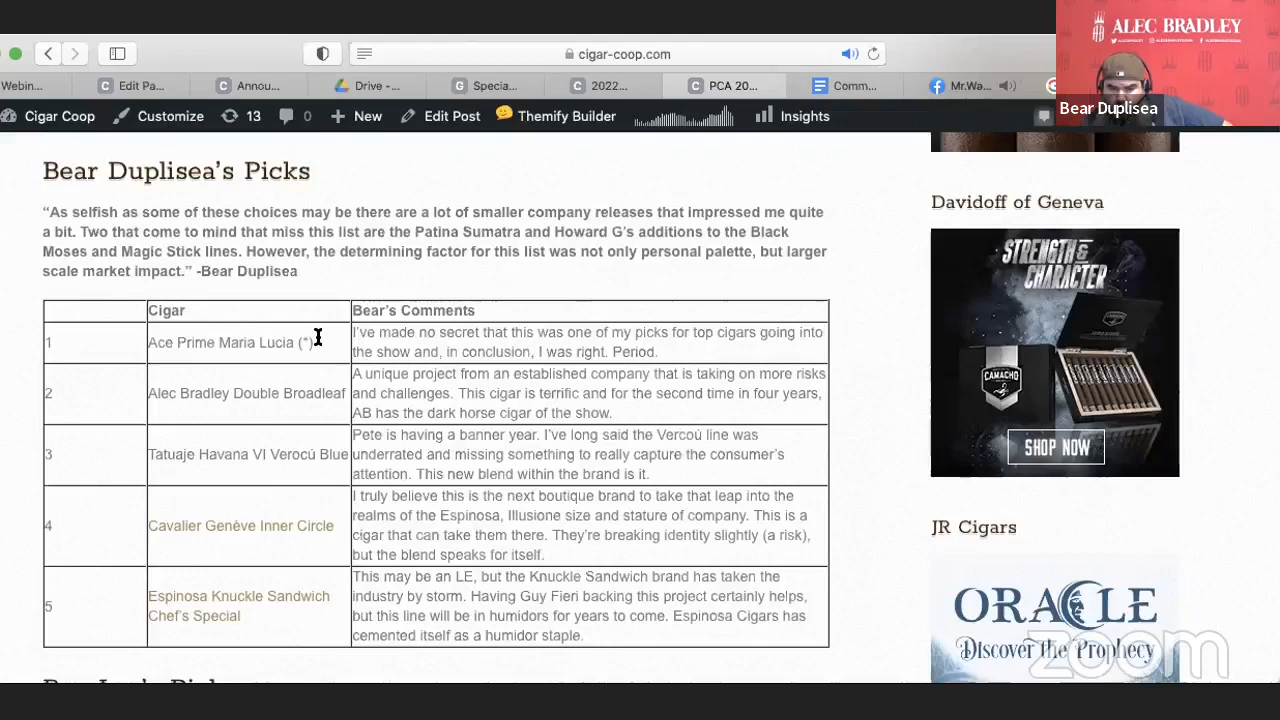 ALEC BRADLEY
cigar-coop.com
Webin...
Edit Pa...
Annou...
Drive -...
Specia...
2022...
PCA 20...
Comm...
Mr.Wa...
Bear Duplisea
Cigar Coop
Customize
13
0
New
Edit Post
Themify Builder
Insights
Bear Duplisea's Picks
Davidoff of Geneva
“As selfish as some of these choices may be there are a lot of smaller company releases that impressed me quite
a bit. Two that come to mind that miss this list are the Patina Sumatra and Howard G’s additions to the Black
Moses and Magic Stick lines. However, the determining factor for this list was not only personal palette, but larger
scale market impact.” -Bear Duplisea
STRENGTH &
CHARACTER
CAMACHO
SHOP NOW
Cigar
Bear’s Comments
1
Ace Prime Maria Lucia (*)
I’ve made no secret that this was one of my picks for top cigars going into
the show and, in conclusion, I was right. Period.
2
Alec Bradley Double Broadleaf
A unique project from an established company that is taking on more risks
and challenges. This cigar is terrific and for the second time in four years,
AB has the dark horse cigar of the show.
3
Tatuaje Havana VI Verocú Blue
Pete is having a banner year. I’ve long said the Vercoú line was
underated and missing something to really capture the consumer’s
attention. This new blend within the brand is it.
4
Cavalier Genève Inner Circle
I truly believe this is the next boutique brand to take that leap into the
realms of the Espinosa, Illusione size and stature of company. This is a
cigar that can take them there. They’re breaking identity slightly (a risk),
but the blend speaks for itself.
5
Espinosa Knuckle Sandwich
Chef’s Special
This may be an LE, but the Knuckle Sandwich brand has taken the
industry by storm. Having Guy Fieri backing this project certainly helps,
but this line will be in humidors for years to come. Espinosa Cigars has
cemented itself as a humidor staple.
JR Cigars
ORACLE
Discover the Prophecy
zoom